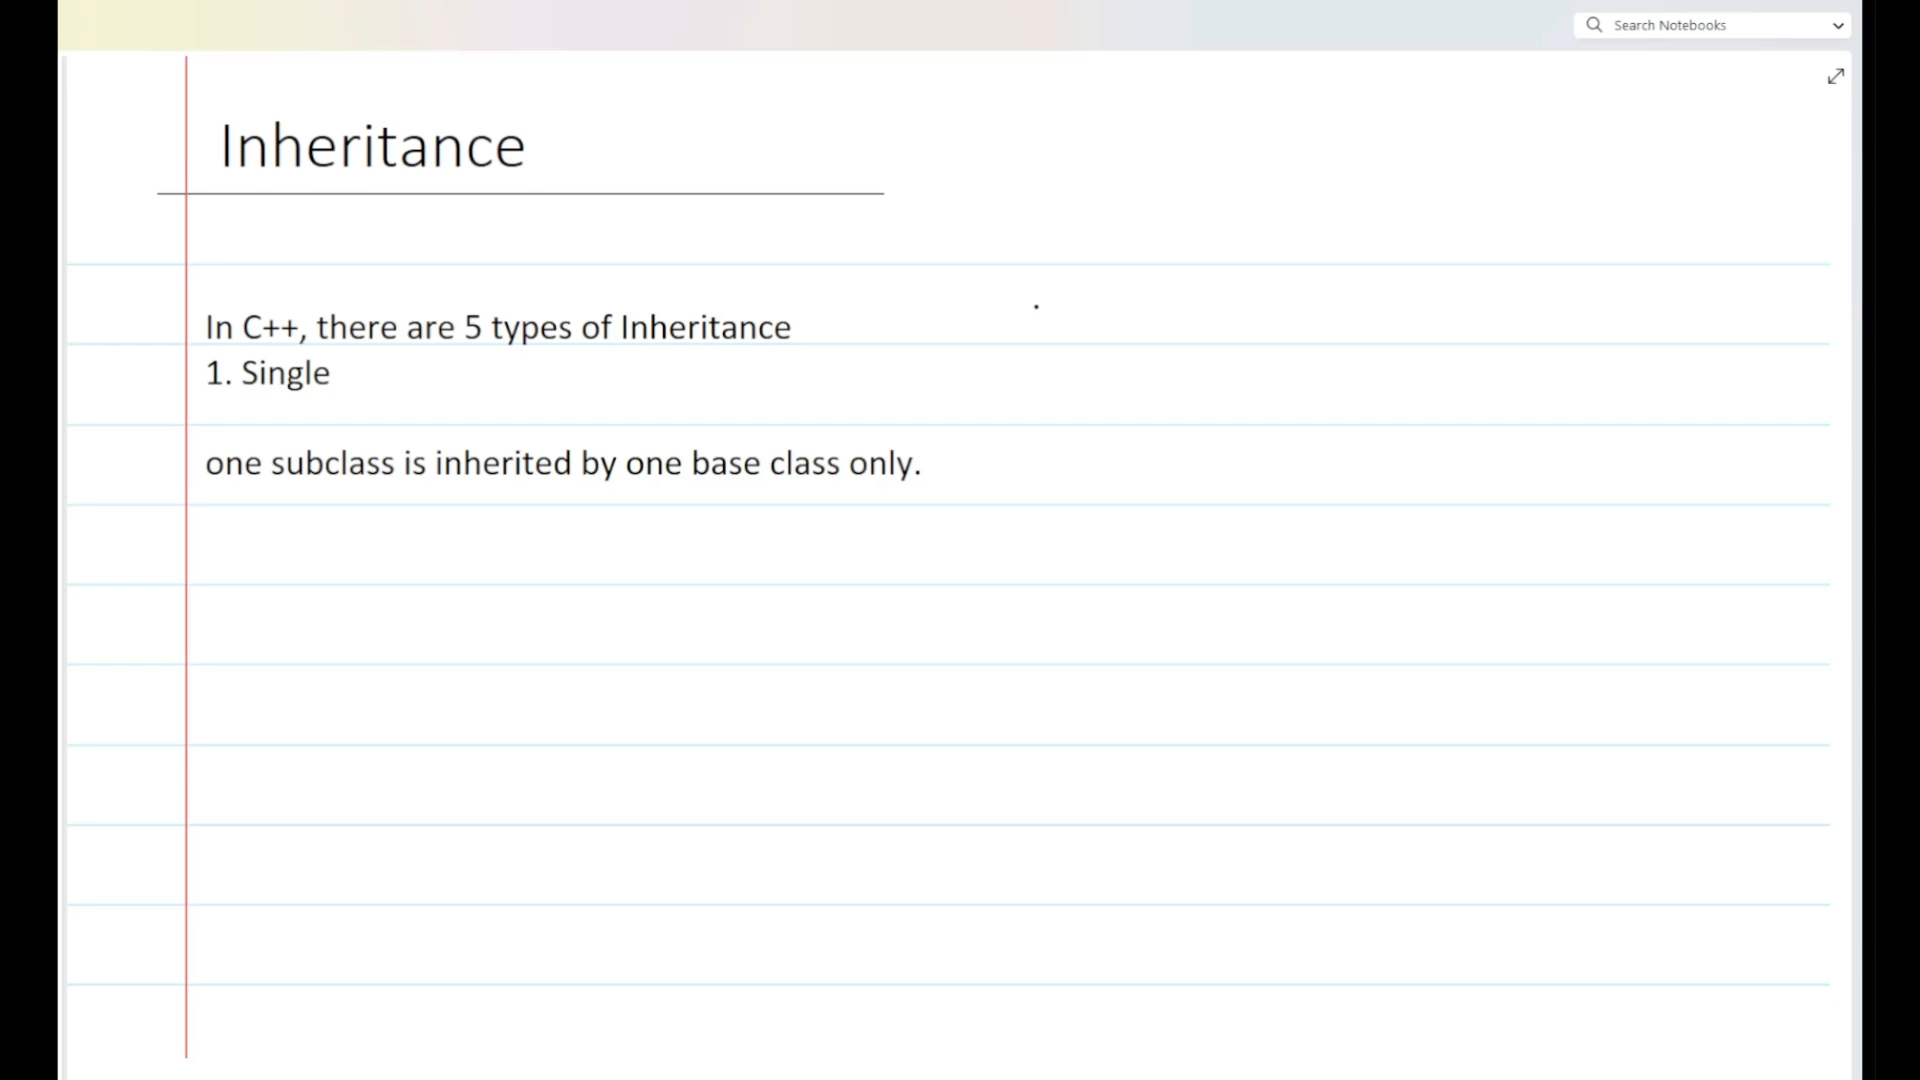 Search Notebooks
Inheritance
In C++, there are 5 types of Inheritance
1. Single
one subclass is inherited by one base class only.